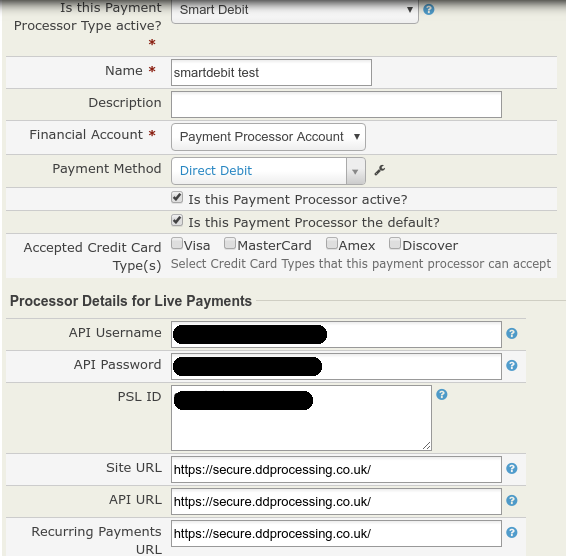 Is this Payment Smart Debit
Processor Type active?
*
Name * smartdebit test
Description
Financial Account * Payment Processor Account
Payment Method Direct Debit
Is this Payment Processor active?
Is this Payment Processor the default?
Accepted Credit Card Visa MasterCard Amex Discover
Type(s) Select Credit Card Types that this payment processor can accept
Processor Details for Live Payments
API Username
API Password
PSL ID
Site URL https://secure.ddprocessing.co.uk/
API URL https://secure.ddprocessing.co.uk/
Recurring Payments https://secure.ddprocessing.co.uk/
URL